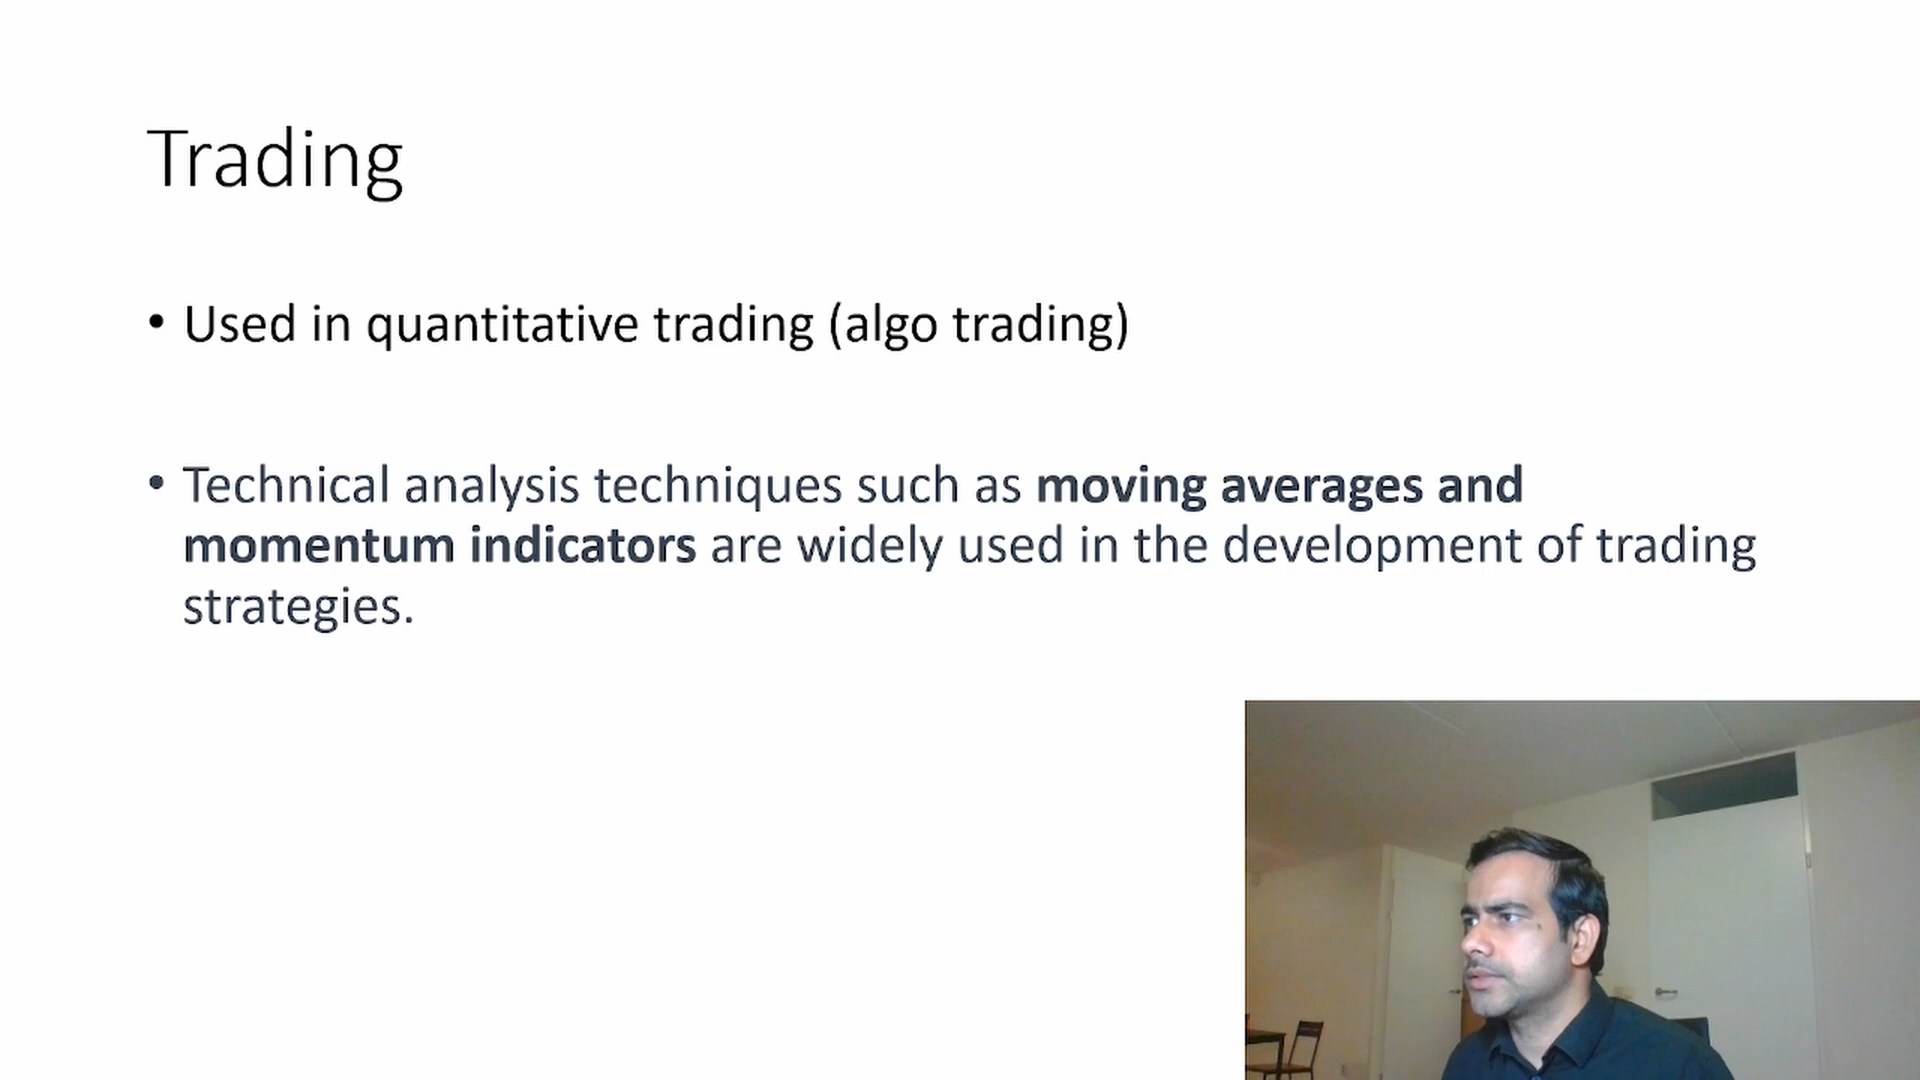 Trading
• Used in quantitative trading (algo trading)
• Technical analysis techniques such as moving averages and
momentum indicators are widely used in the development of trading
strategies.